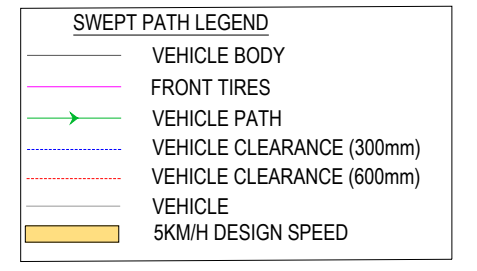 SWEPT PATH LEGEND
VEHICLE BODY
FRONT TIRES
VEHICLE PATH
VEHICLE CLEARANCE (300mm)
VEHICLE CLEARANCE (600mm)
VEHICLE
5KM/H DESIGN SPEED